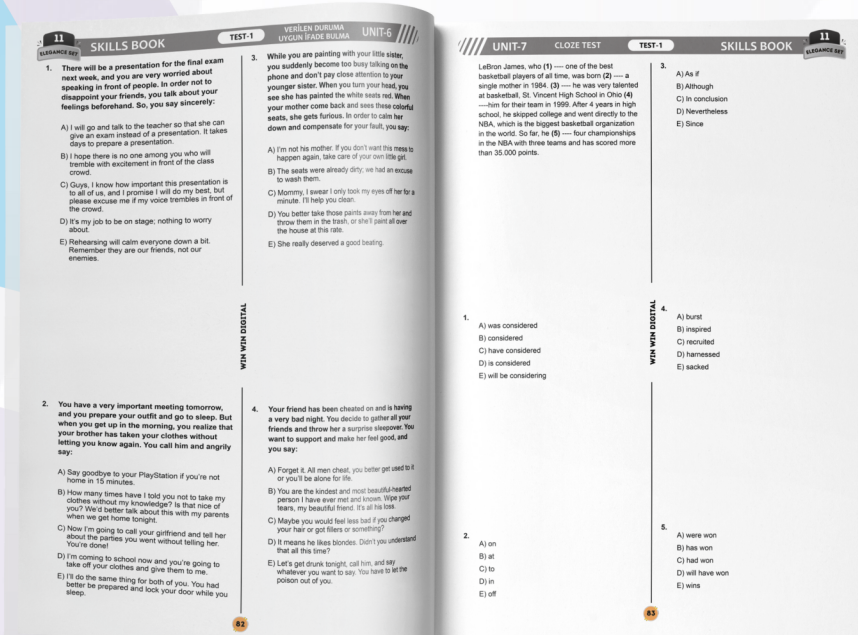 11
ELEGANCE SET
SKILLS BOOK
TEST-1
VERİLEN DURUMA
UYGUN İFADE BULMA
UNIT-6
1. There will be a presentation for the final exam
next week, and you are very worried about
speaking in front of people. In order not to
disappoint your friends, you talk about your
feelings beforehand. So, you say sincerely:
A) I will go and talk to the teacher so that she can
give an exam instead of a presentation. It takes
days to prepare a presentation.
B) I hope there is no one among you who will
tremble with excitement in front of the class
crowd.
C) Guys, I know how important this presentation is
to all of us, and I promise I will do my best, but
please excuse me if my voice trembles in front of
the crowd.
D) It's my job to be on stage; nothing to worry
about.
E) Rehearsing will calm everyone down a bit.
Remember they are our friends, not our
enemies.
2. You have a very important meeting tomorrow,
and you prepare your outfit and go to sleep. But
when you get up in the morning, you realize that
your brother has taken your clothes without
letting you know again. You call him and angrily
say:
A) Say goodbye to your PlayStation if you're not
home in 15 minutes.
B) How many times have I told you not to take my
clothes without my knowledge? Is that nice of
you? We'd better talk about this with my parents
when we get home tonight.
C) Now I'm going to call your girlfriend and tell her
about the parties you went without telling her.
You're done!
D) I'm coming to school now and you're going to
take off your clothes and give them to me.
E) I'll do the same thing for both of you. You had
better be prepared and lock your door while you
sleep.
WIN WIN DIGITAL
3. While you are painting with your little sister,
you suddenly become too busy talking on the
phone and don't pay close attention to your
younger sister. When you turn your head, you
see she has painted the white seats red. When
your mother come back and sees these colorful
seats, she gets furious. In order to calm her
down and compensate for your fault, you say:
A) I'm not his mother. If you don't want this mess to
happen again, take care of your own little girl.
B) The seats were already dirty; we had an excuse
to wash them.
C) Mommy, I swear I only took my eyes off her for a
minute. I'll help you clean.
D) You better take those paints away from her and
throw them in the trash, or she'll paint all over
the house at this rate.
E) She really deserved a good beating.
4. Your friend has been cheated on and is having
a very bad night. You decide to gather all your
friends and throw her a surprise sleepover. You
want to support and make her feel good, and
you say:
A) Forget it. All men cheat, you better get used to it
or you'll be alone for life.
B) You are the kindest and most beautiful-hearted
person I have ever met and known. Wipe your
tears, my beautiful friend. It's all his loss.
C) Maybe you would feel less bad if you changed
your hair or got fillers or something?
D) It means he likes blondes. Didn't you understand
that all this time?
E) Let's get drunk tonight, call him, and say
whatever you want to say. You have to let the
poison out of you.
82
UNIT-7
CLOZE TEST
TEST-1
SKILLS BOOK
11
ELEGANCE SET
LeBron James, who (1) ---- one of the best
basketball players of all time, was born (2) ---- a
single mother in 1984. (3) ---- he was very talented
at basketball, St. Vincent High School in Ohio (4)
----him for their team in 1999. After 4 years in high
school, he skipped college and went directly to the
NBA, which is the biggest basketball organization
in the world. So far, he (5) ---- four championships
in the NBA with three teams and has scored more
than 35.000 points.
1.
A) was considered
B) considered
C) have considered
D) is considered
E) will be considering
2.
A) on
B) at
C) to
D) in
E) off
WIN WIN DIGITAL
3.
A) As if
B) Although
C) In conclusion
D) Nevertheless
E) Since
4.
A) burst
B) inspired
C) recruited
D) harnessed
E) sacked
5.
A) were won
B) has won
C) had won
D) will have won
E) wins
83